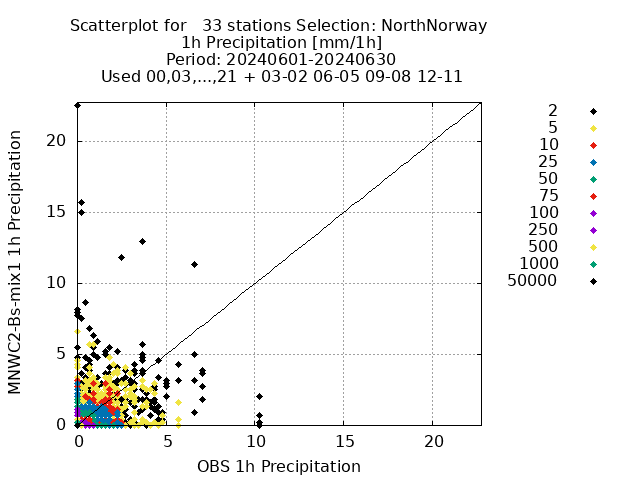 Scatterplot for   33 stations Selection: NorthNorway
1h Precipitation [mm/1h]
Period: 20240601-20240630
Used 00,03,...,21 + 03-02 06-05 09-08 12-11
MNWC2-Bs-mix1 1h Precipitation
20
15
10
5
0
0 5 10 15 20
OBS 1h Precipitation
2
5
10
25
50
75
100
250
500
1000
50000